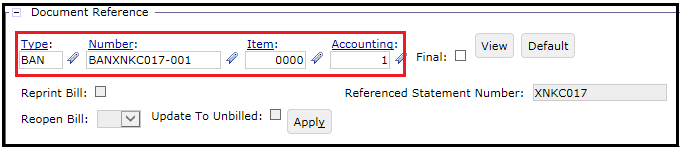 Document Reference
Type: Number: Item: Accounting:
BAN BANXNKC017-001 0000 1 Final: View Default
Reprint Bill: Referenced Statement Number: XNKC017
Reopen Bill: Update To Unbilled: Apply